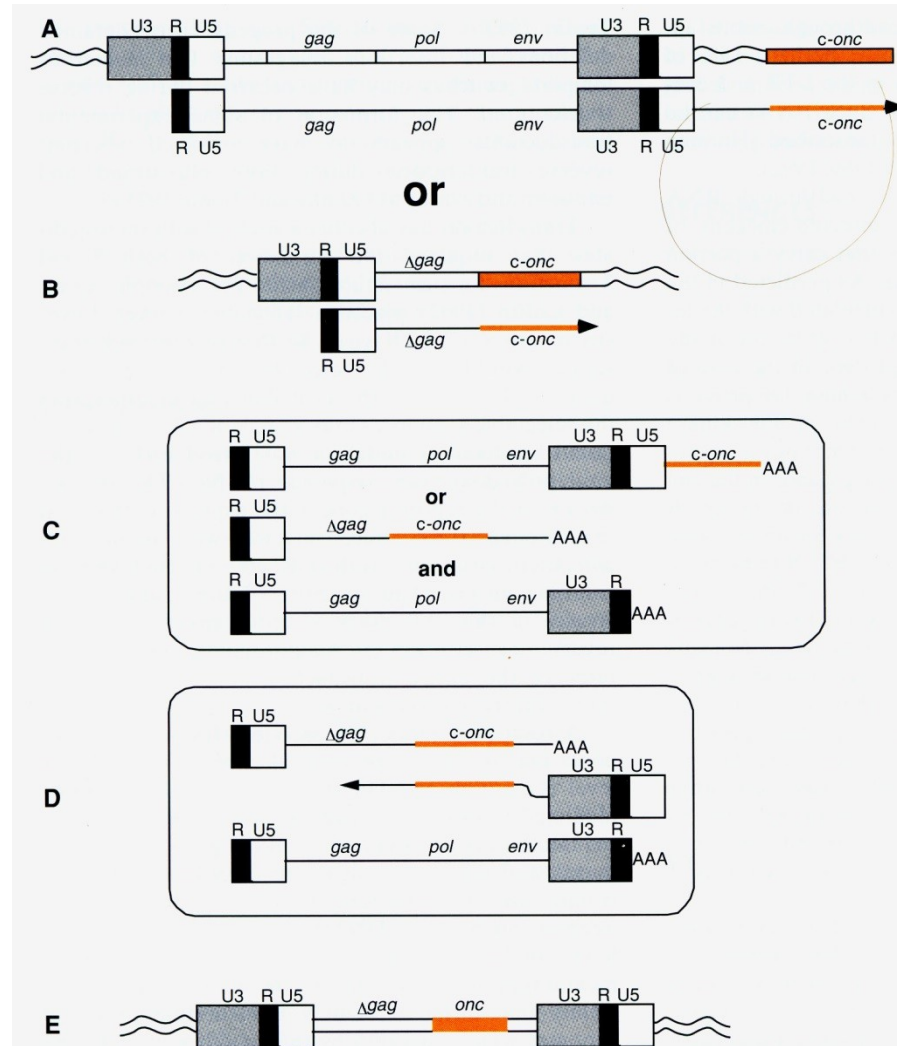 A
U3 R U5 gag pol env U3 R U5 c-onc
gag pol env c-onc
R U5 U3 R U5
or
B
U3 R U5 Δgag c-onc
Δgag c-onc
R U5
C
R U5 gag pol env U3 R U5 c-onc AAA
or
R U5 Δgag c-onc AAA
and
R U5 gag pol env U3 R AAA
D
R U5 Δgag c-onc AAA
U3 R U5
R U5 gag pol env U3 R AAA
E
U3 R U5 Δgag onc U3 R U5